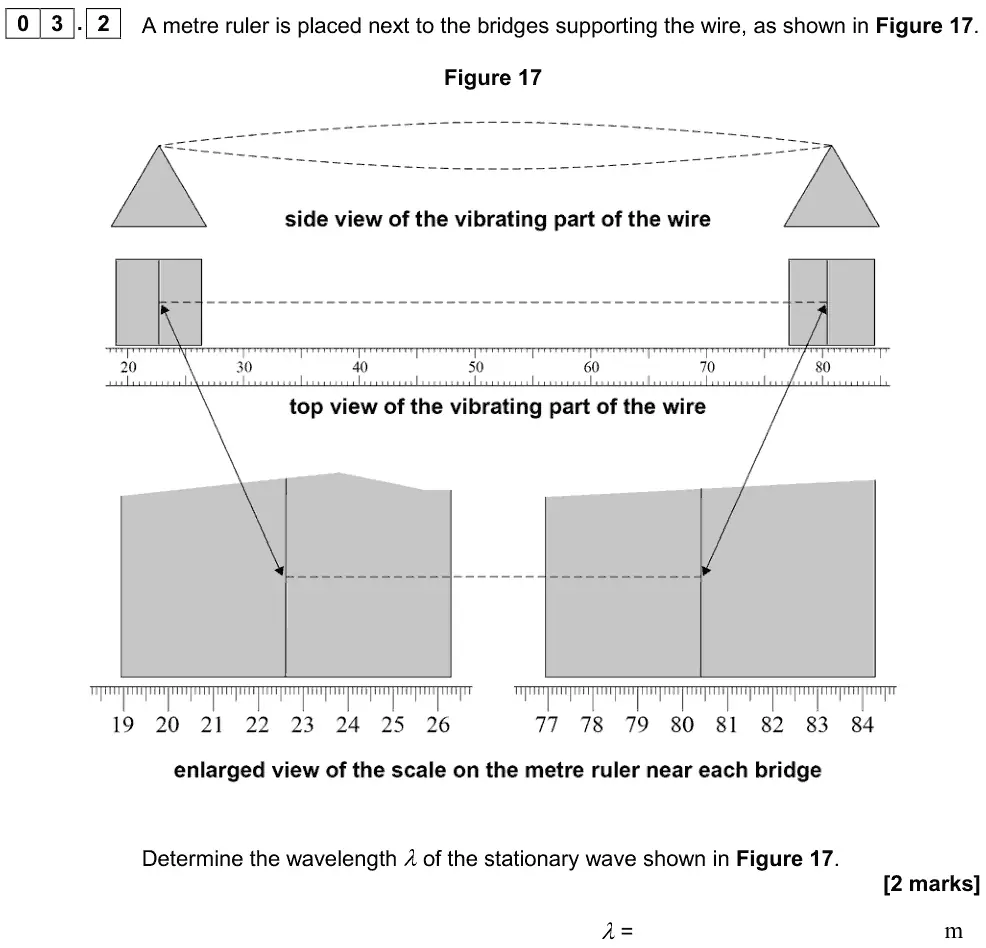 0 3 . 2 A metre ruler is placed next to the bridges supporting the wire, as shown in Figure 17.
Figure 17
side view of the vibrating part of the wire
20 30 40 50 60 70 80
top view of the vibrating part of the wire
19 20 21 22 23 24 25 26 77 78 79 80 81 82 83 84
enlarged view of the scale on the metre ruler near each bridge
Determine the wavelength λ of the stationary wave shown in Figure 17.
[2 marks]
λ = m